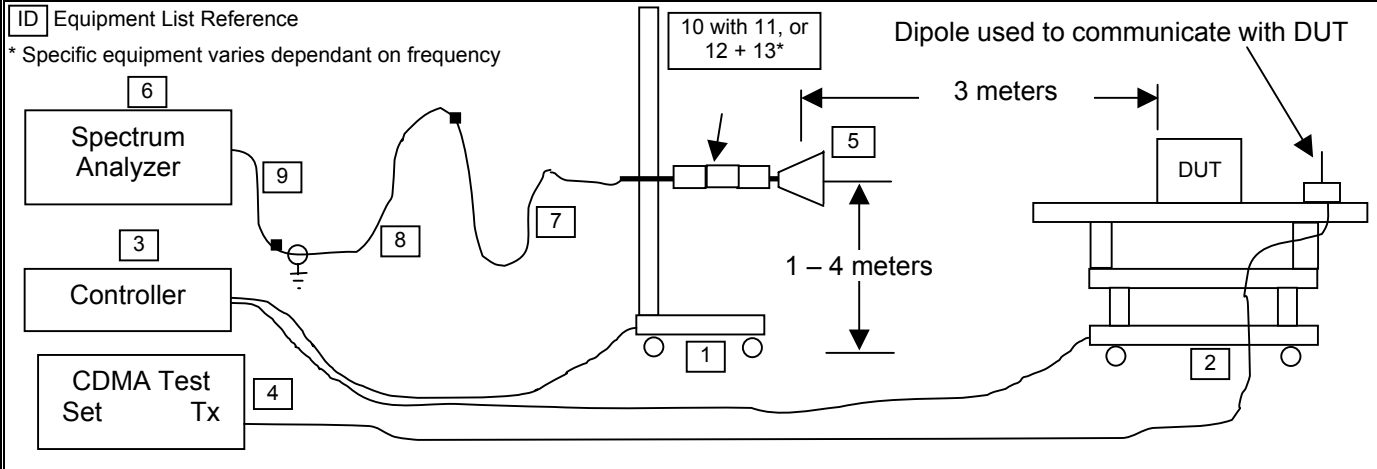 ID Equipment List Reference
* Specific equipment varies dependant on frequency
10 with 11, or
12 + 13*
Dipole used to communicate with DUT
6
Spectrum
Analyzer
9
8
7
5
3 meters
DUT
3
Controller
1 – 4 meters
1
2
CDMA Test
Set Tx
4